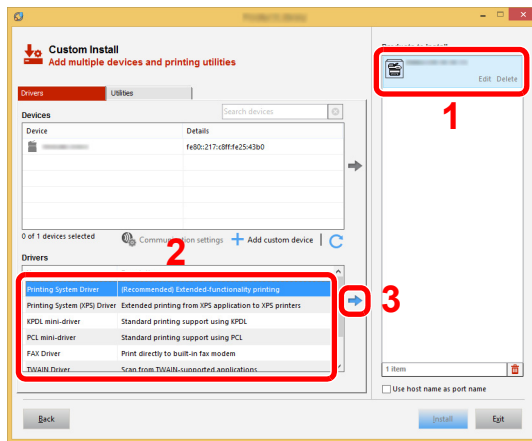 Custom Install
Add multiple devices and printing utilities
Products to install
Edit Delete
1
Drivers Utilities
Devices Search devices
Device Details
fe80::217:c8ff:fe25:43b0
0 of 1 devices selected Communication settings Add custom device
2
Drivers
Printing System Driver (Recommended) Extended-functionality printing
Printing System (XPS) Driver Extended printing from XPS application to XPS printers
3
KPDL mini-driver Standard printing support using KPDL
PCL mini-driver Standard printing support using PCL
FAX Driver Print directly to built-in fax modem
TWAIN Driver Scan from TWAIN-supported applications
1 item
Use host name as port name
Back Install Exit